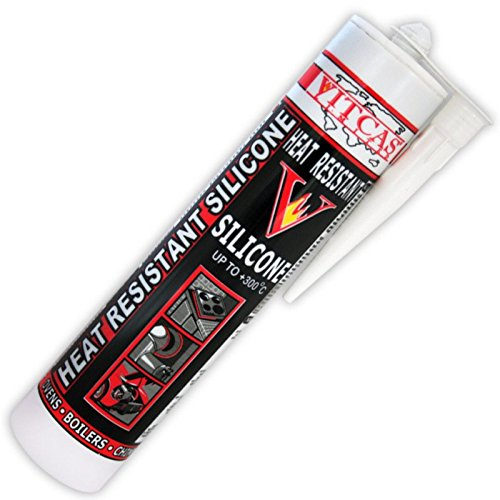 VITCAS
HEAT RESISTANT
SILICONE
UP TO +300°C
HEAT RESISTANT SILICONE
OVENS • BOILERS •